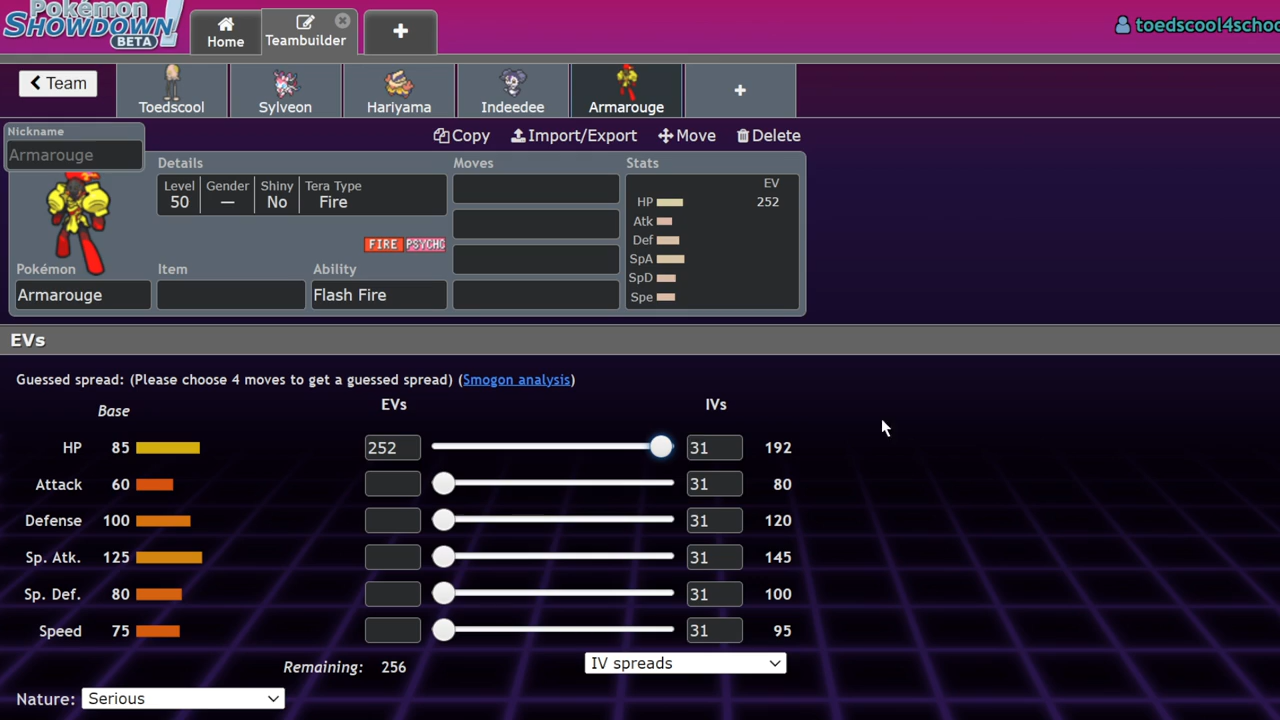 Pokémon
SHOWDOWN!
BETA
Home
Teambuilder
toedscool4schoo
Team
Toedscool
Sylveon
Hariyama
Indeedee
Armarouge
Copy
Import/Export
Move
Delete
Nickname
Armarouge
Details
Level
50
Gender
—
Shiny
No
Tera Type
Fire
FIRE
PSYCHC
Pokémon
Armarouge
Item
Ability
Flash Fire
Moves
Stats
EV
HP 252
Atk
Def
SpA
SpD
Spe
EVs
Guessed spread: (Please choose 4 moves to get a guessed spread) (Smogon analysis)
Base EVs IVs
HP 85 252 31 192
Attack 60 31 80
Defense 100 31 120
Sp. Atk. 125 31 145
Sp. Def. 80 31 100
Speed 75 31 95
Remaining: 256
IV spreads
Nature: Serious